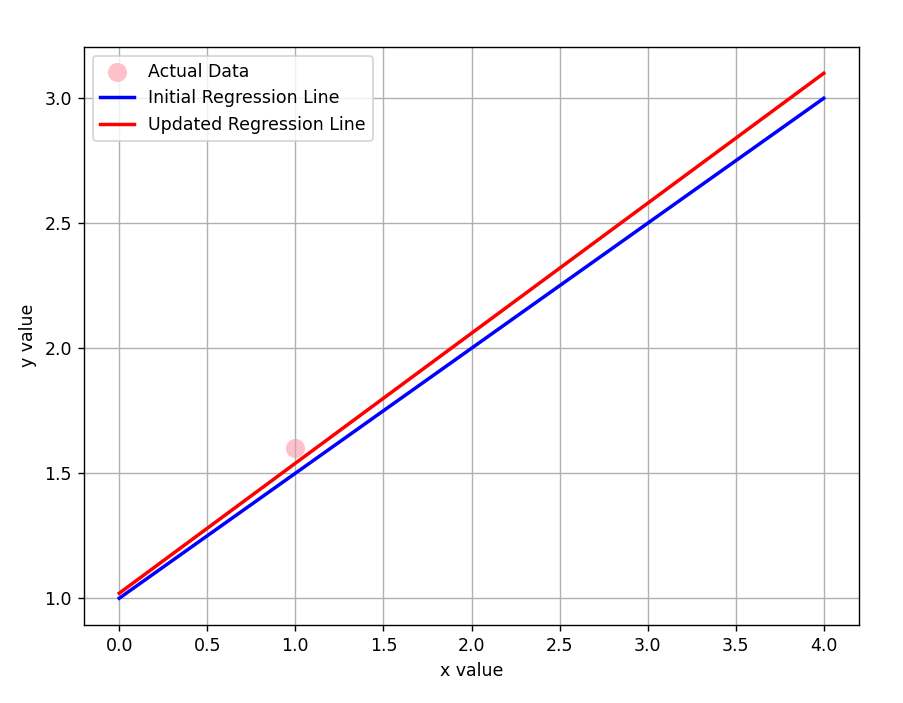 Actual Data
Initial Regression Line
Updated Regression Line
3.0
2.5
2.0
1.5
1.0
y value
0.0 0.5 1.0 1.5 2.0 2.5 3.0 3.5 4.0
x value